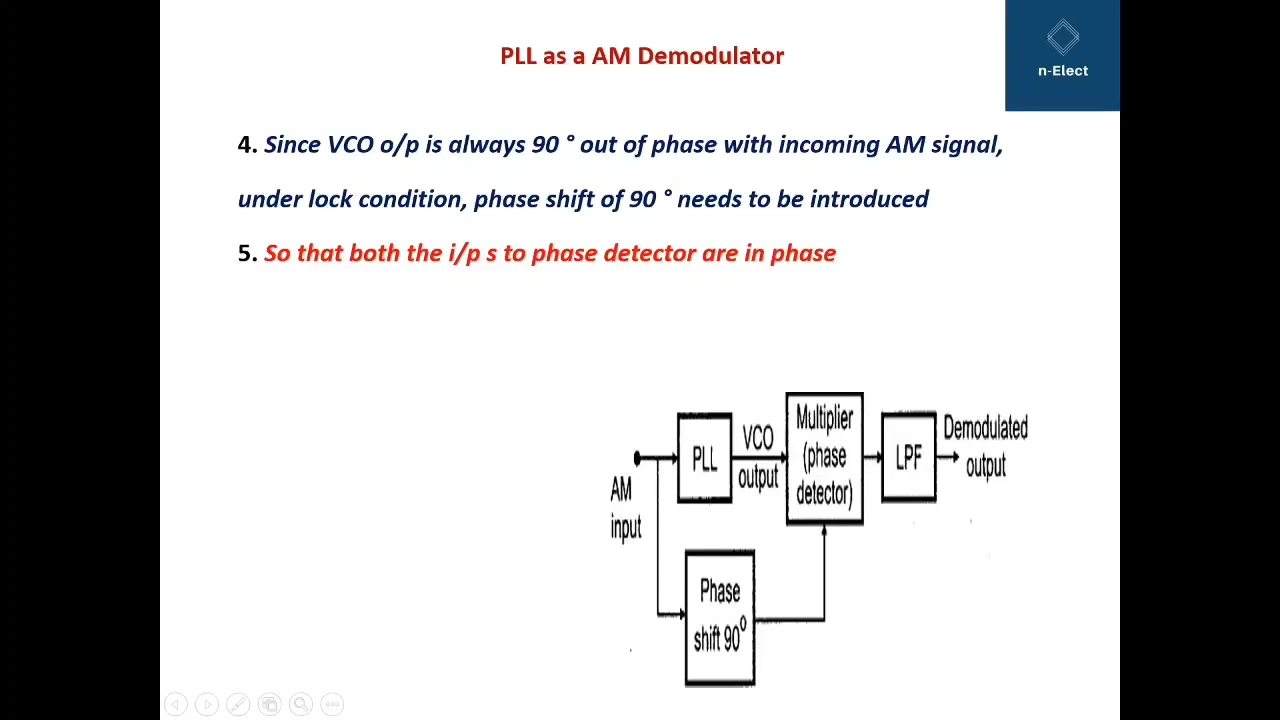 PLL as a AM Demodulator
n-Elect
4. Since VCO o/p is always 90 ° out of phase with incoming AM signal,
under lock condition, phase shift of 90 ° needs to be introduced
5. So that both the i/p s to phase detector are in phase
AM
input
PLL
VCO
output
Multiplier
(phase
detector)
LPF
Demodulated
output
Phase
shift 90⁰